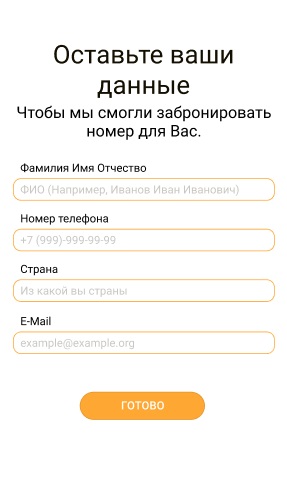 Оставьте ваши
данные
Чтобы мы смогли забронировать
номер для Вас.
Фамилия Имя Отчество
ФИО (Например, Иванов Иван Иванович)
Номер телефона
+7 (999)-999-99-99
Страна
Из какой вы страны
E-Mail
example@example.org
ГОТОВО